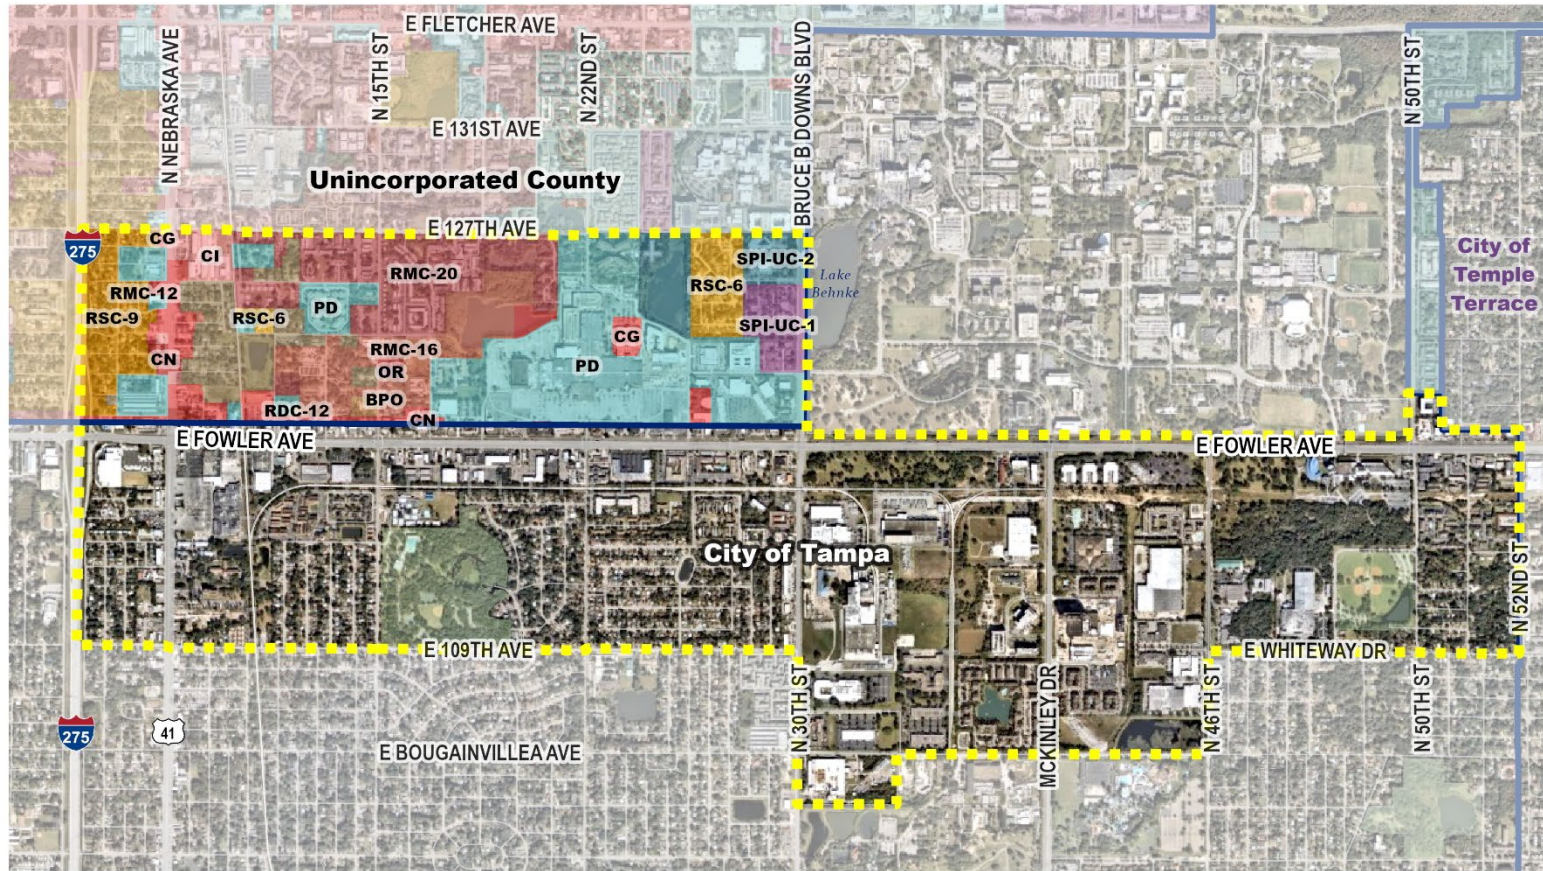 E FLETCHER AVE
N NEBRASKA AVE
N 15TH ST
N 22ND ST
BRUCE B DOWNS BLVD
N 50TH ST
E 131ST AVE
Unincorporated County
E 127TH AVE
275
CG
CI
RMC-20
SPI-UC-2
RSC-6
Lake
Behnke
City of
Temple
Terrace
RMC-12
RSC-9
RSC-6
PD
SPI-UC-1
CN
RMC-16
CG
OR
PD
BPO
RDC-12
CN
E FOWLER AVE
E FOWLER AVE
City of Tampa
N 52ND ST
E 109TH AVE
E WHITEWAY DR
N 30TH ST
MCKINLEY DR
N 46TH ST
N 50TH ST
275
41
E BOUGAINVILLEA AVE